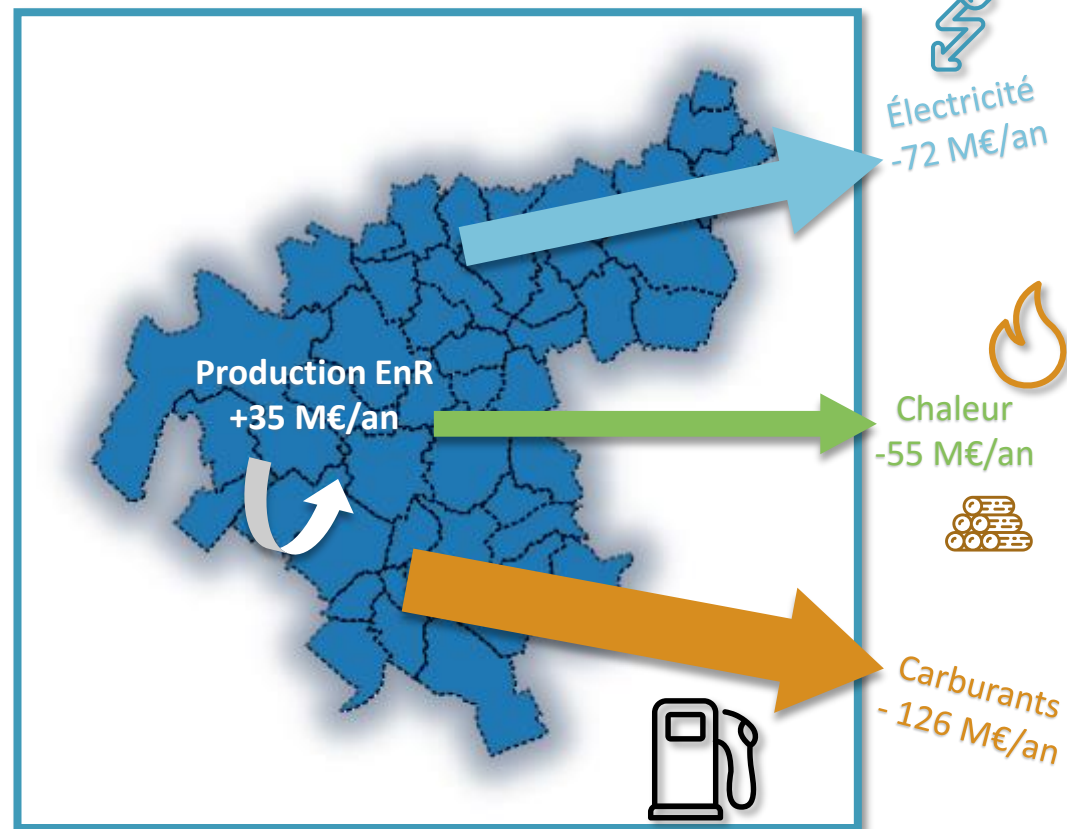 Électricité
-72 M€/an
Production EnR
+35 M€/an
Chaleur
-55 M€/an
Carburants
- 126 M€/an